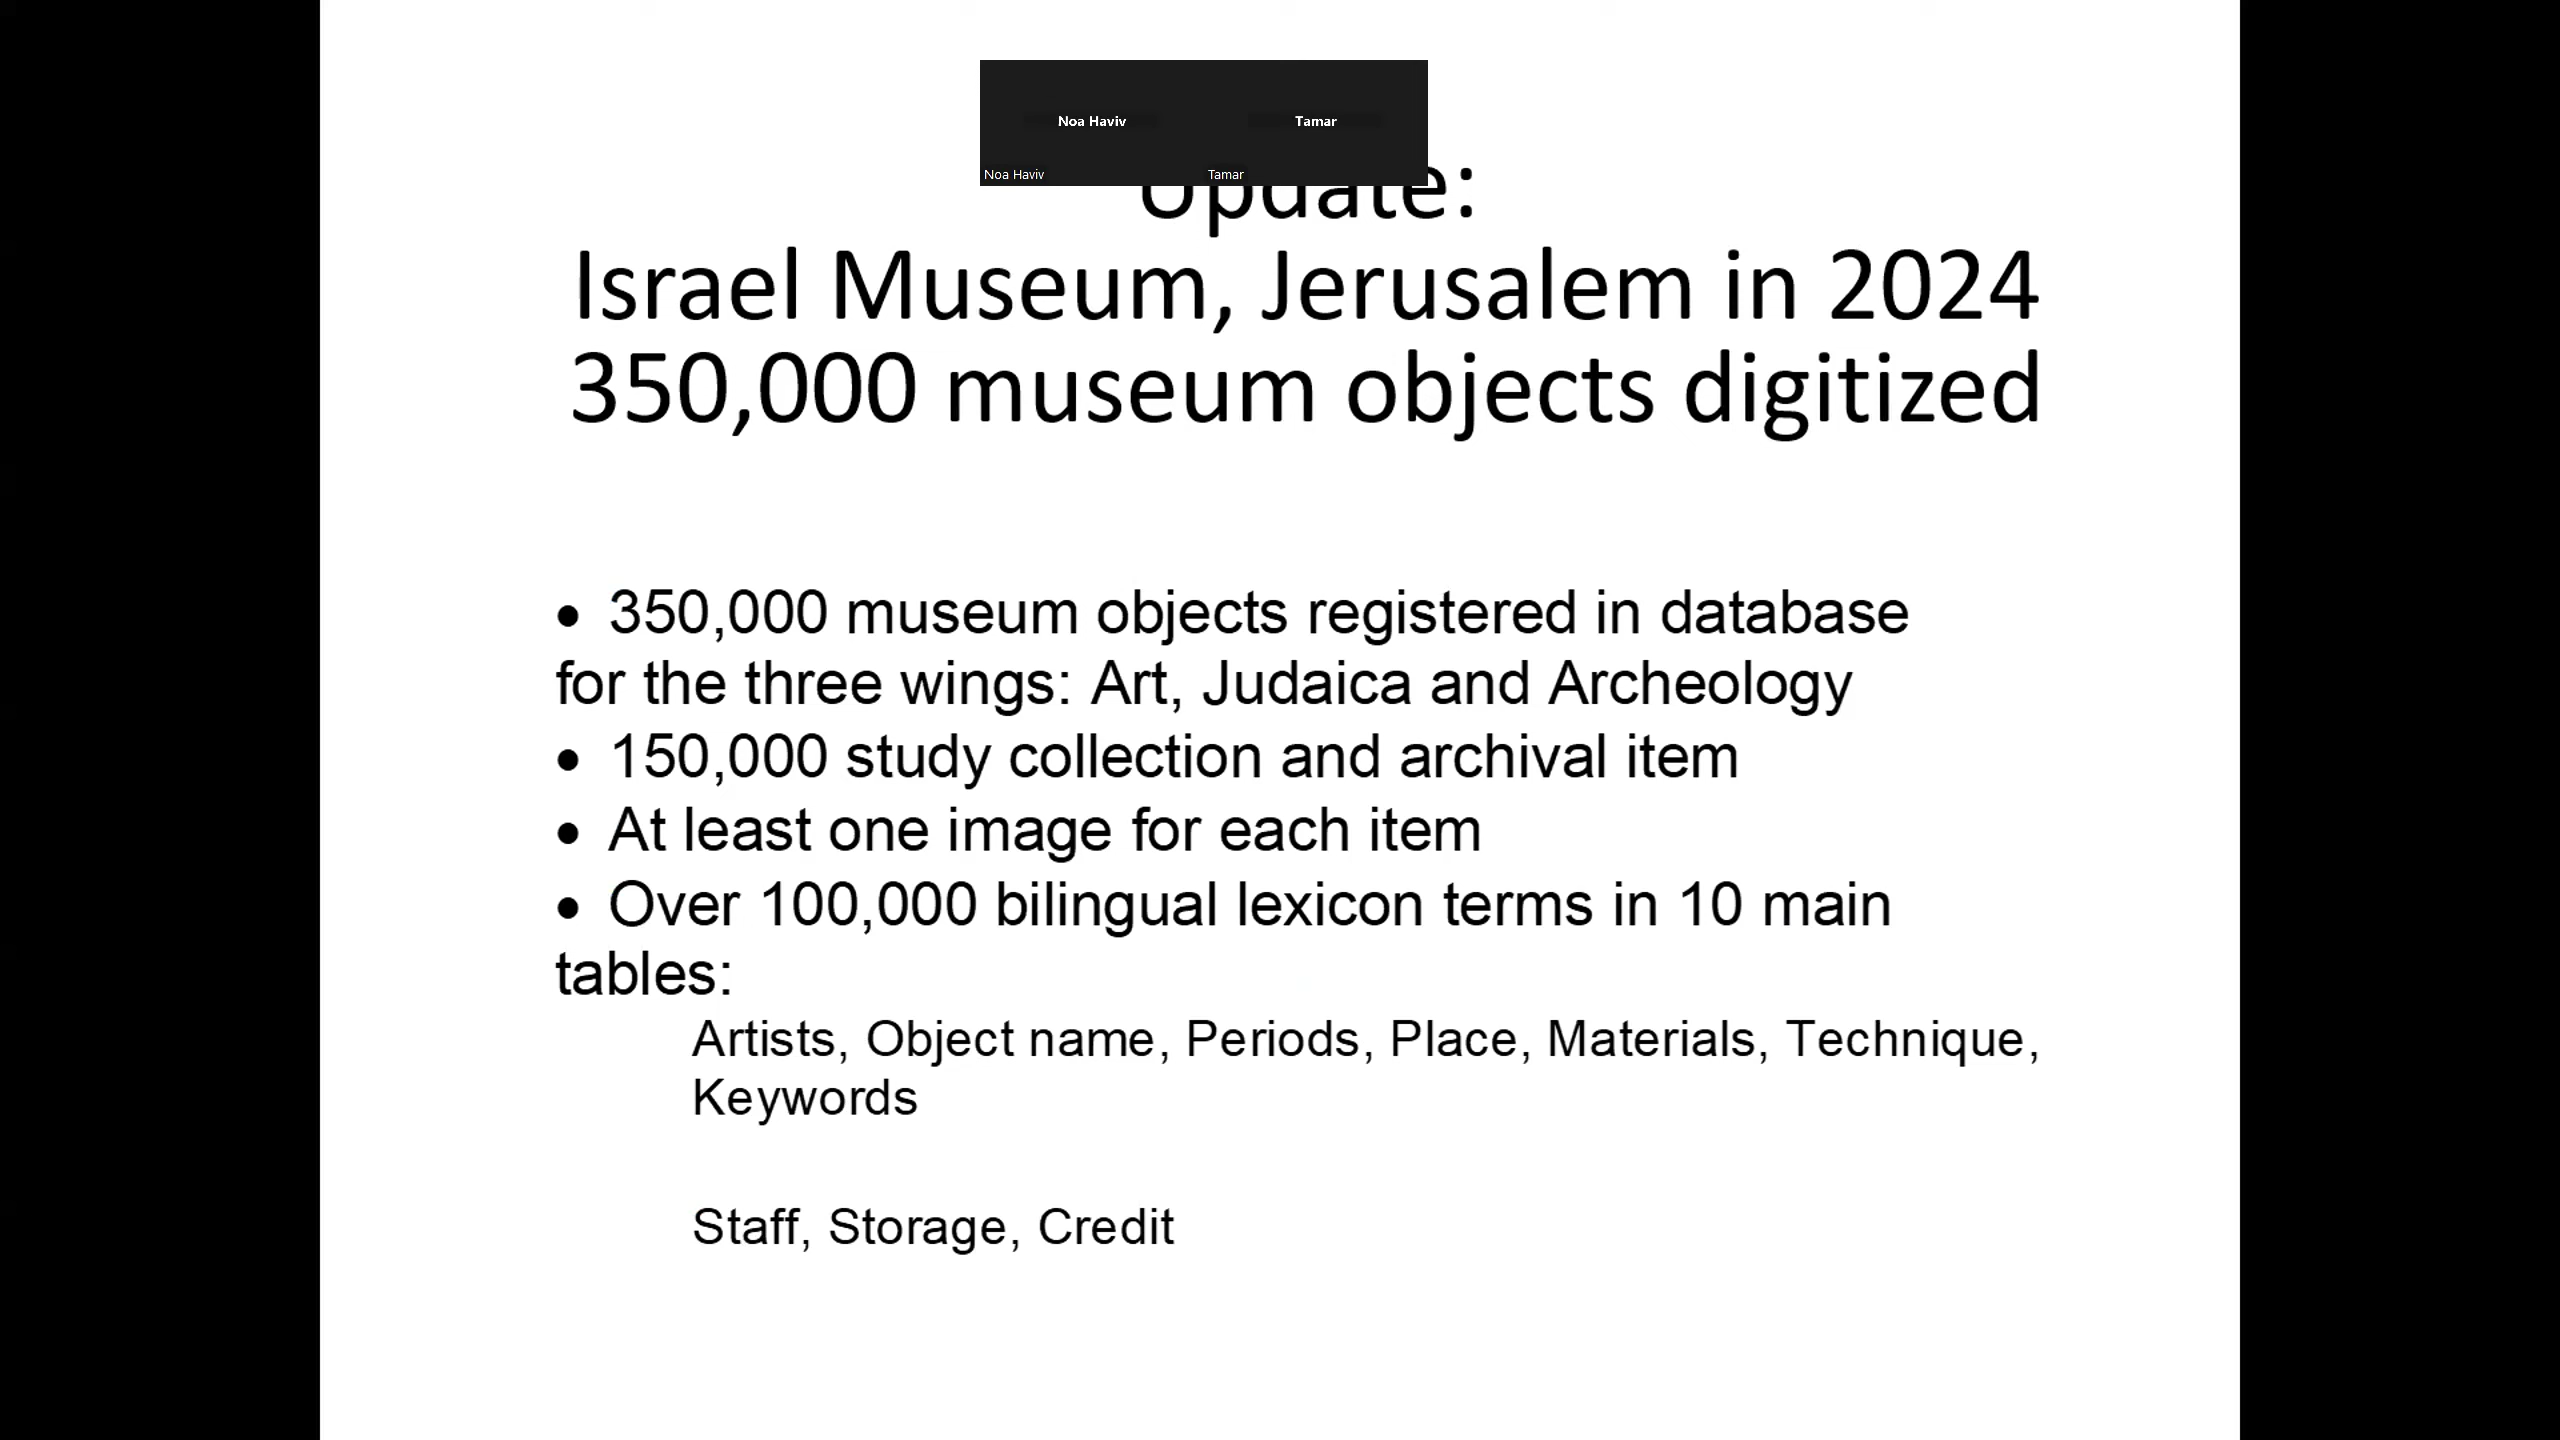 Noa Haviv
Tamar
Noa Haviv
Tamar
Update:
Israel Museum, Jerusalem in 2024
350,000 museum objects digitized
• 350,000 museum objects registered in database
for the three wings: Art, Judaica and Archeology
• 150,000 study collection and archival item
• At least one image for each item
• Over 100,000 bilingual lexicon terms in 10 main
tables:
Artists, Object name, Periods, Place, Materials, Technique,
Keywords
Staff, Storage, Credit